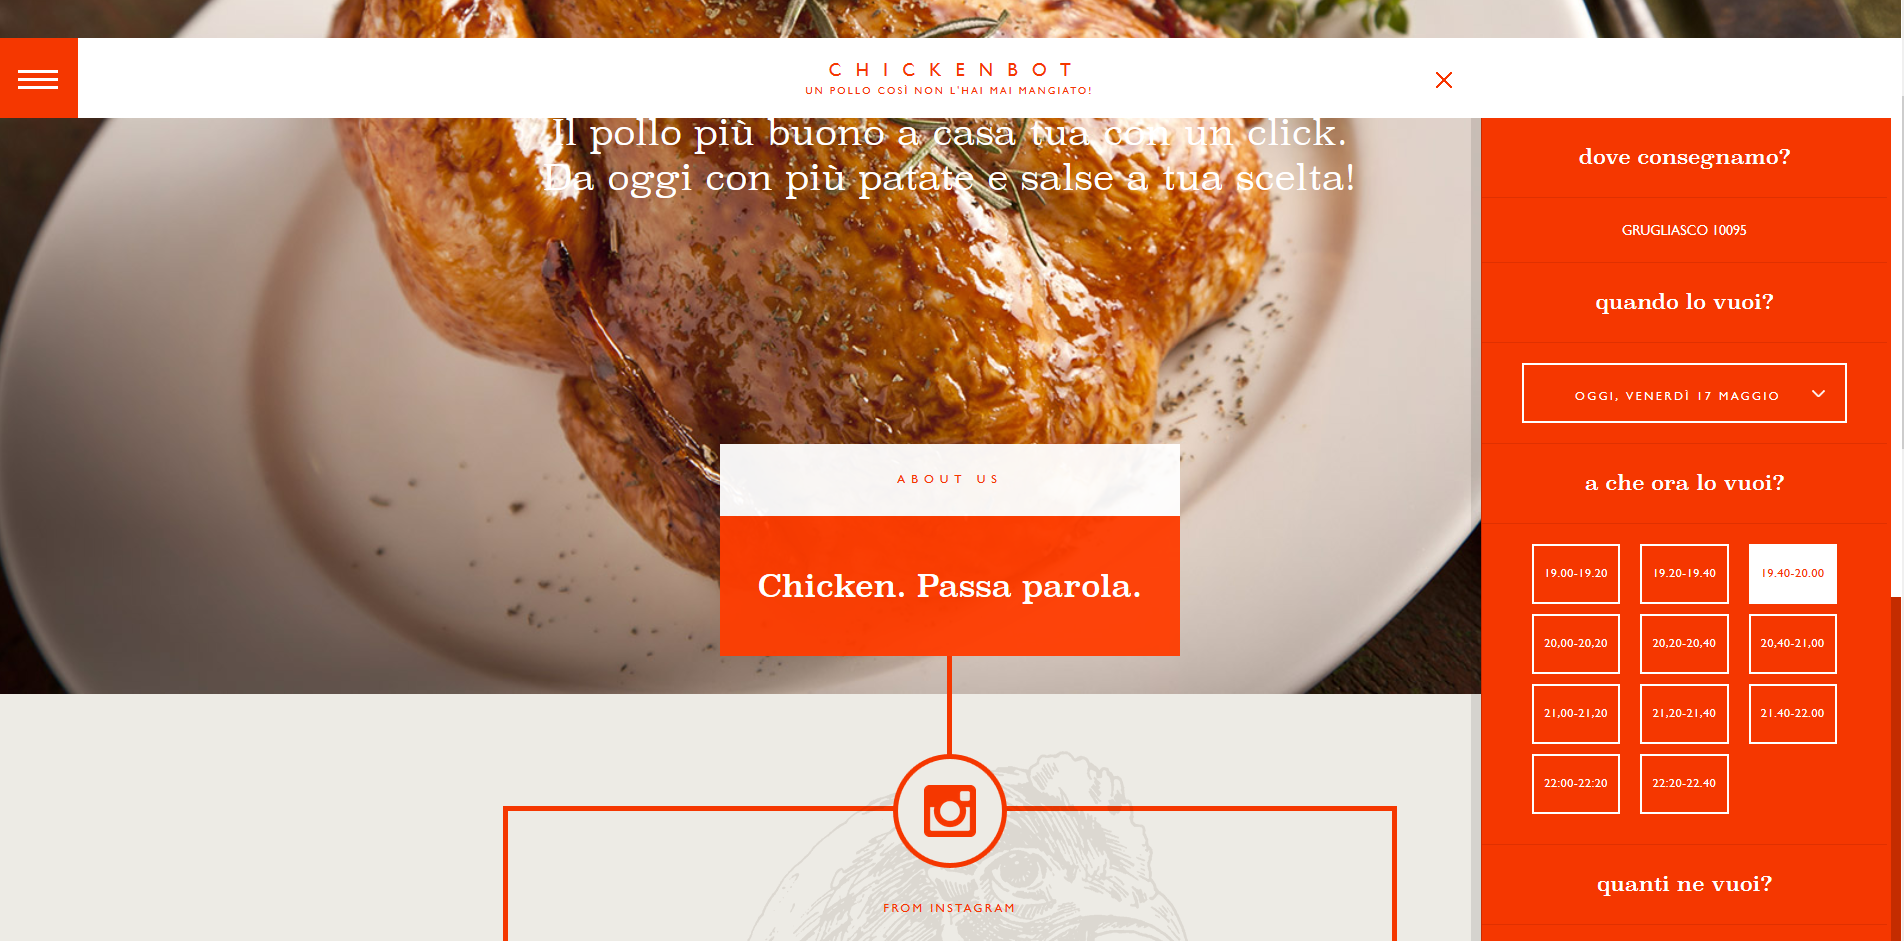 CHICKENBOT
UN POLLO COSÌ NON L'HAI MAI MANGIATO!
Il pollo più buono a casa tua con un click.
Da oggi con più patate e salse a tua scelta!
ABOUT US
Chicken. Passa parola.
FROM INSTAGRAM
dove consegnamo?
GRUGLIASCO 10095
quando lo vuoi?
OGGI, VENERDÌ 17 MAGGIO
a che ora lo vuoi?
19.00-19.20 19.20-19.40 19.40-20.00
20,00-20,20 20,20-20,40 20,40-21,00
21,00-21,20 21,20-21,40 21.40-22.00
22:00-22:20 22:20-22.40
quanti ne vuoi?